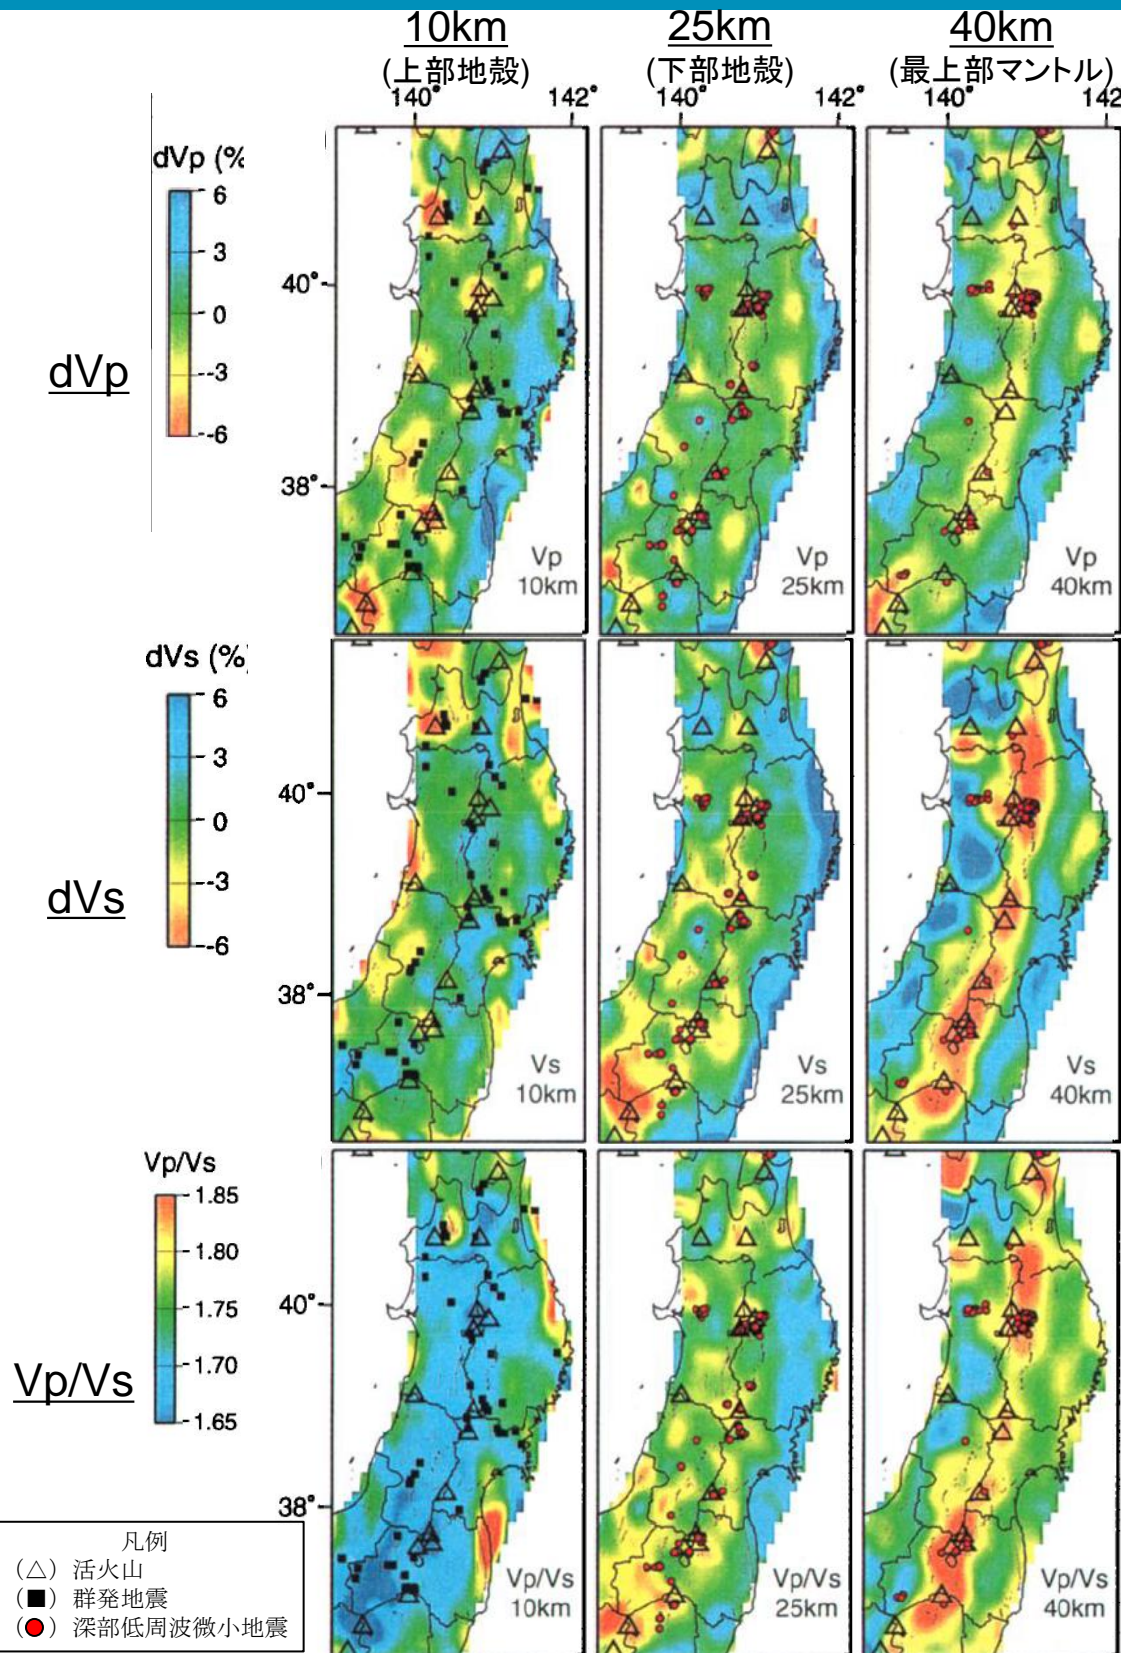 10km
25km
40km
(上部地殻)
(下部地殻)
(最上部マントル)
140°
142°
140°
142°
140°
142
dVp (%
6
3
0
-3
-6
dVp
40°
38°
Vp
10km
Vp
25km
Vp
40km
dVs (%)
6
3
0
-3
-6
dVs
40°
38°
Vs
10km
Vs
25km
Vs
40km
Vp/Vs
1.85
1.80
1.75
1.70
1.65
Vp/Vs
40°
38°
Vp/Vs
10km
Vp/Vs
25km
Vp/Vs
40km
凡例
(△) 活火山
(■) 群発地震
(●) 深部低周波微小地震